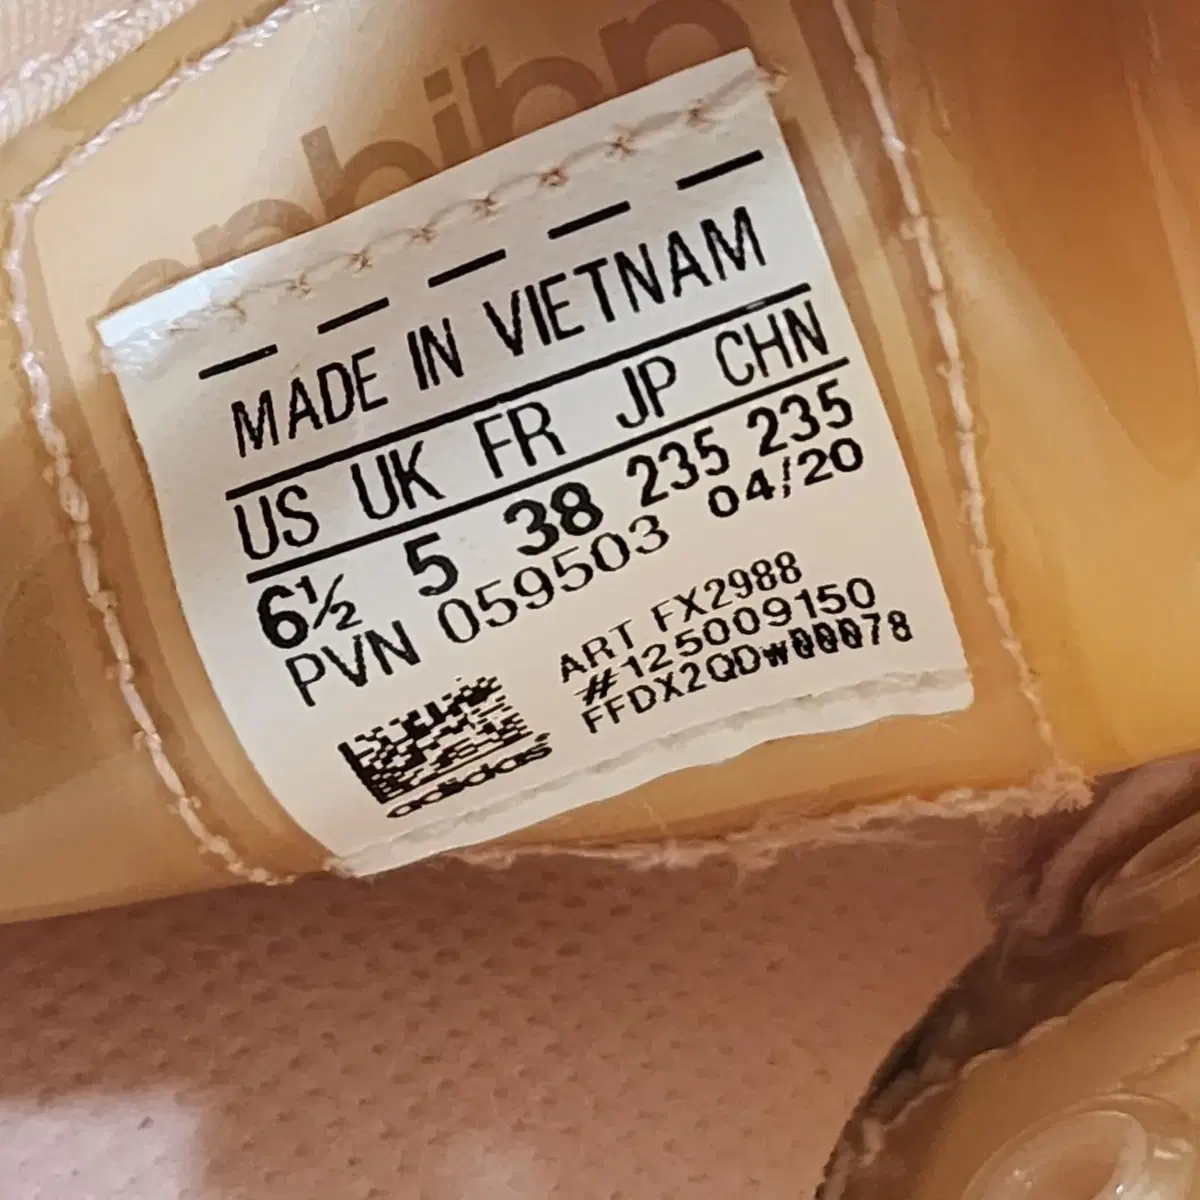 MADE IN VIETNAM
US UK FR JP CHN
6½ 5 38 235 235
PVN 059503 04/20
ART FX2988
#125009150
FFDX2QDW00078
adidas